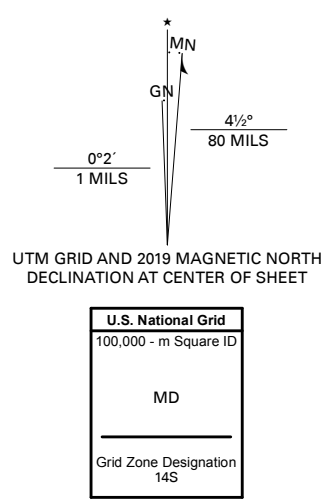 ★
MN
GN
4½°
80 MILS
0°2´
1 MILS
UTM GRID AND 2019 MAGNETIC NORTH
DECLINATION AT CENTER OF SHEET
U.S. National Grid
100,000 - m Square ID
MD
Grid Zone Designation
14S